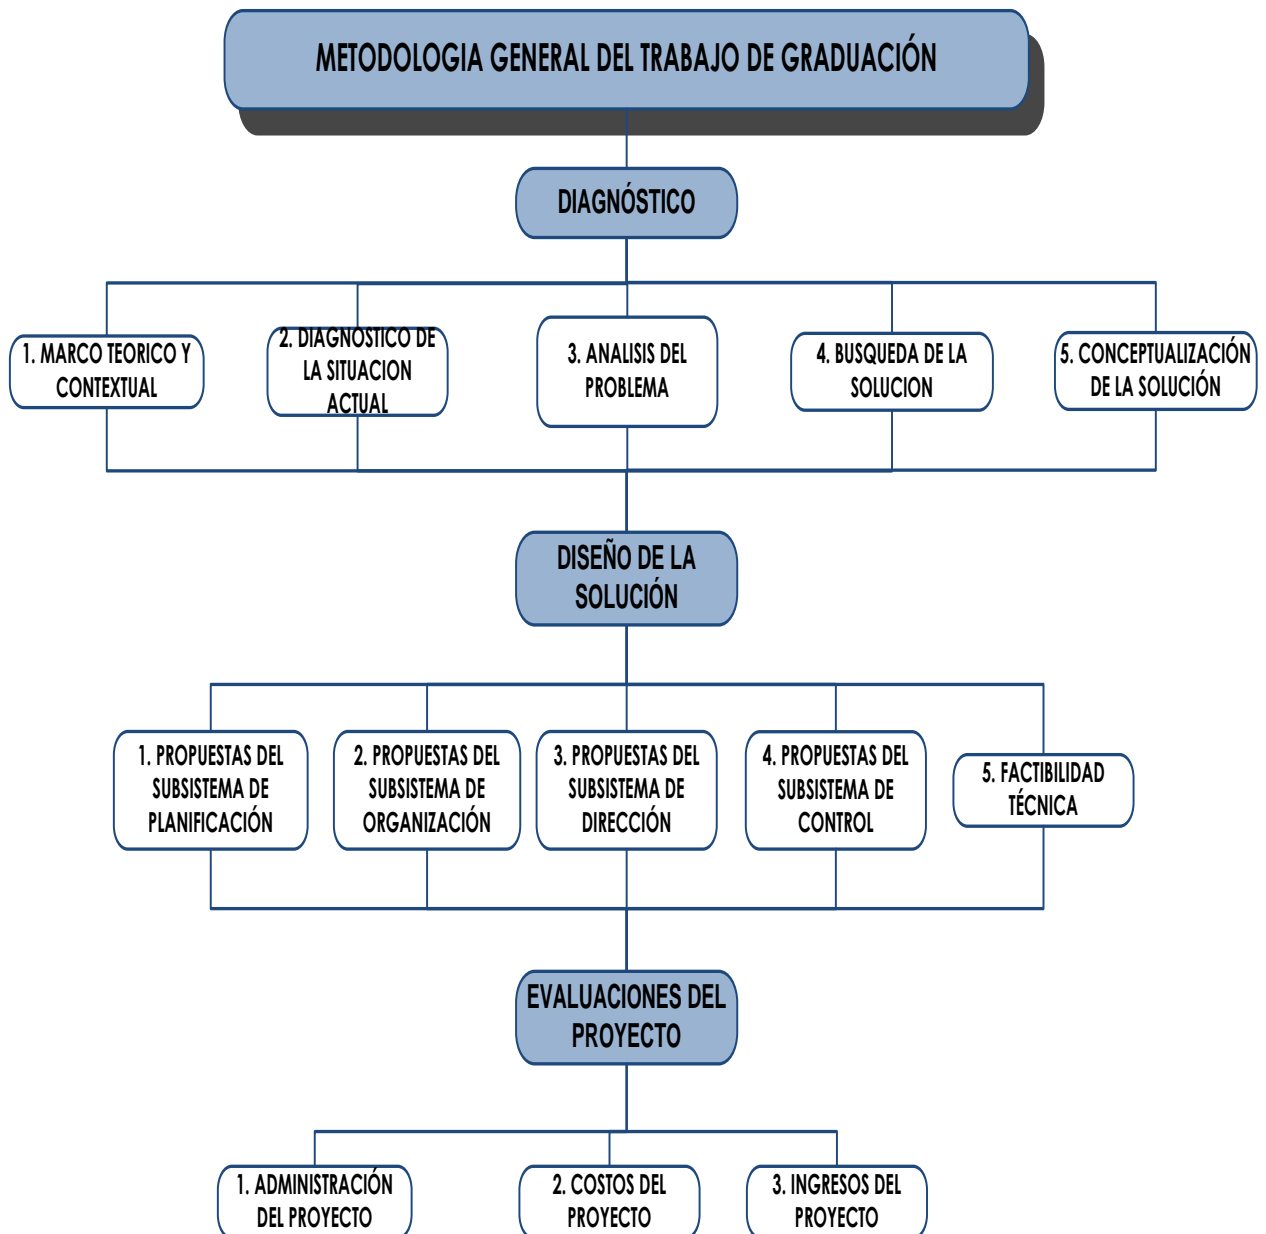 METODOLOGIA GENERAL DEL TRABAJO DE GRADUACIÓN
DIAGNÓSTICO
1. MARCO TEORICO Y
CONTEXTUAL
2. DIAGNOSTICO DE
LA SITUACION
ACTUAL
3. ANALISIS DEL
PROBLEMA
4. BUSQUEDA DE LA
SOLUCION
5. CONCEPTUALIZACIÓN
DE LA SOLUCIÓN
DISEÑO DE LA
SOLUCIÓN
1. PROPUESTAS DEL
SUBSISTEMA DE
PLANIFICACIÓN
2. PROPUESTAS DEL
SUBSISTEMA DE
ORGANIZACIÓN
3. PROPUESTAS DEL
SUBSISTEMA DE
DIRECCIÓN
4. PROPUESTAS DEL
SUBSISTEMA DE
CONTROL
5. FACTIBILIDAD
TÉCNICA
EVALUACIONES DEL
PROYECTO
1. ADMINISTRACIÓN
DEL PROYECTO
2. COSTOS DEL
PROYECTO
3. INGRESOS DEL
PROYECTO